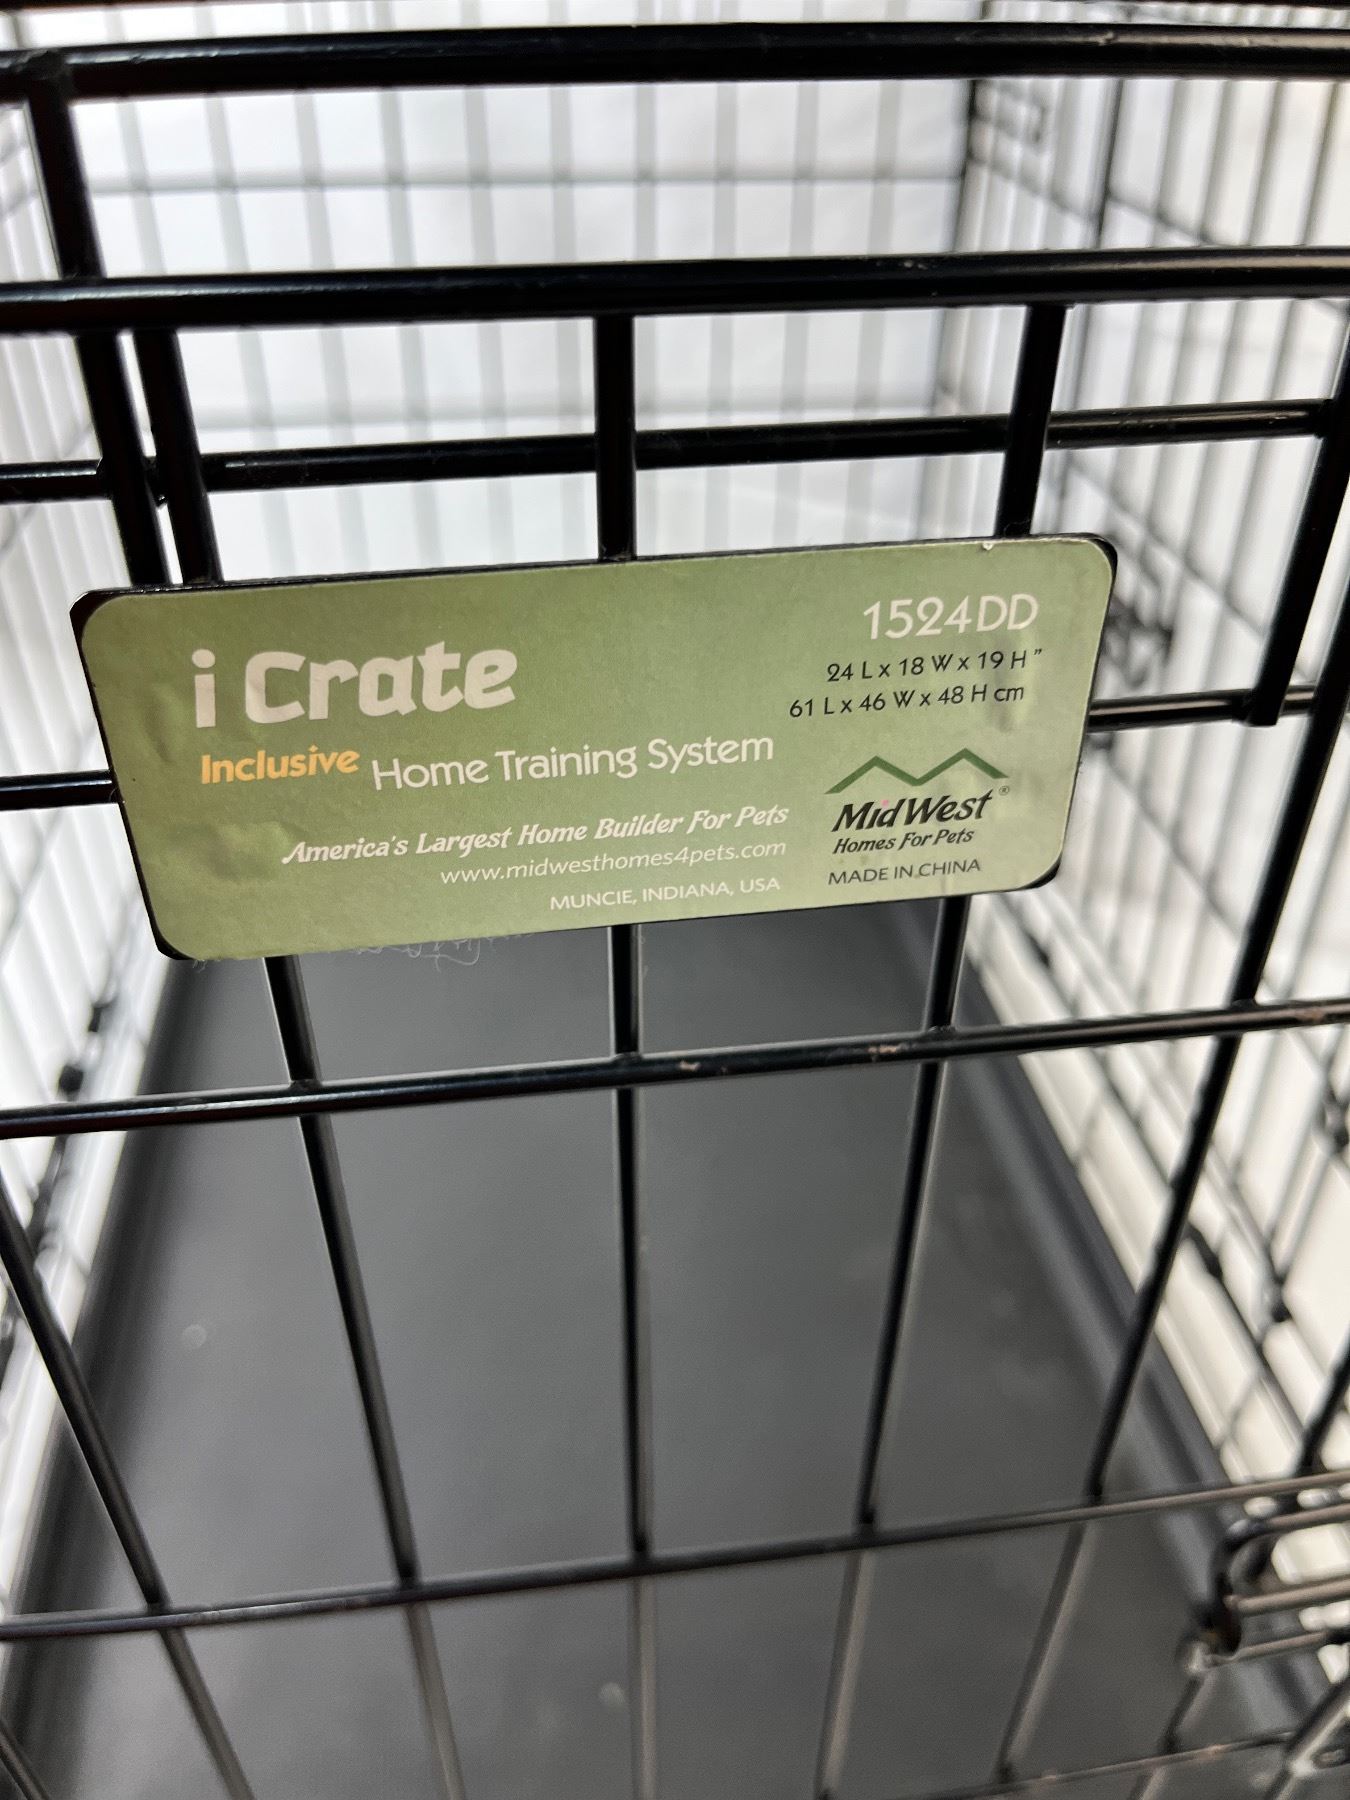 i Crate
Inclusive Home Training System
America's Largest Home Builder For Pets
www.midwesthomes4pets.com
MUNCIE, INDIANA, USA
1524DD
24 L x 18 W x 19 H "
61 L x 46 W x 48 H cm
MidWest®
Homes For Pets
MADE IN CHINA